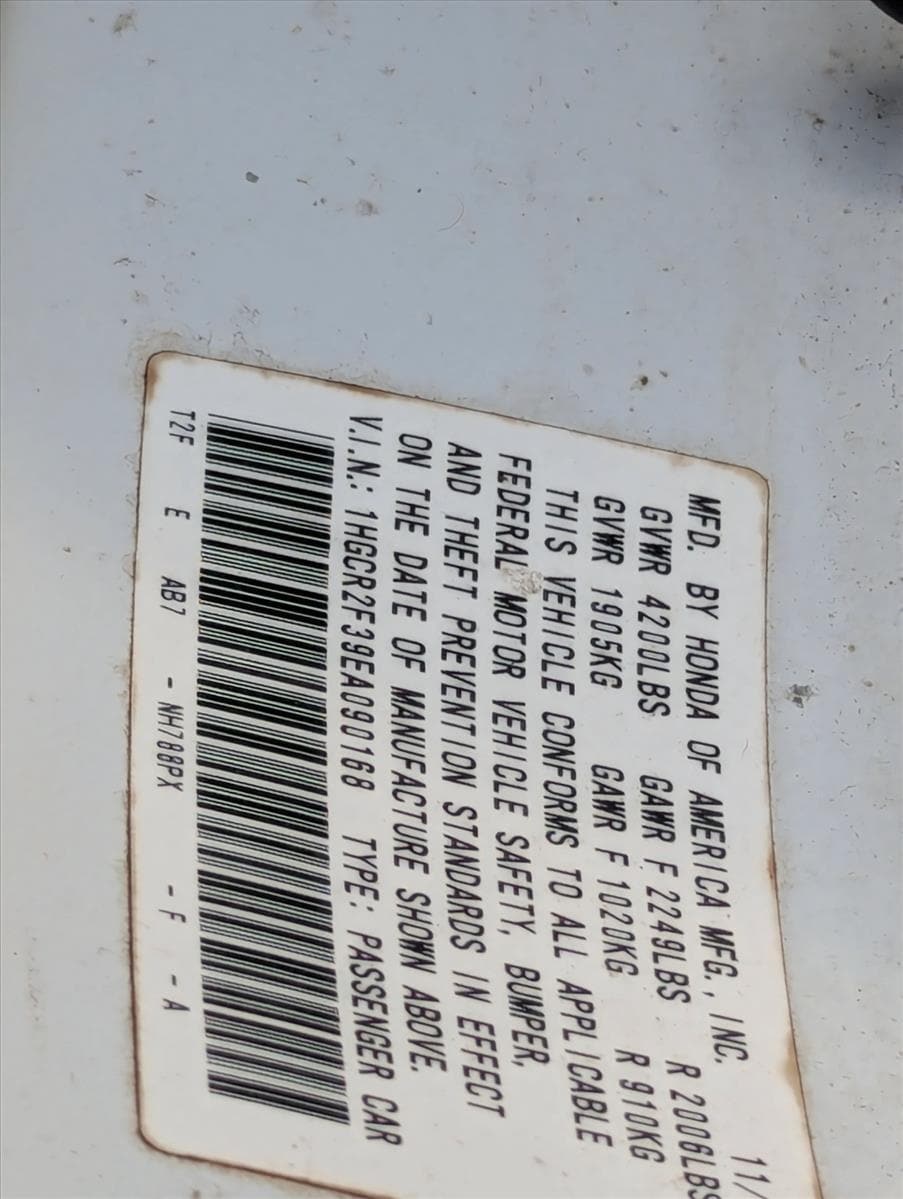 MFD. BY HONDA OF AMERICA MFG., INC. 11/
GVWR 4200LBS GAWR F 2249LBS R 2006LBS
GVWR 1905KG GAWR F 1020KG R 910KG
THIS VEHICLE CONFORMS TO ALL APPLICABLE
FEDERAL MOTOR VEHICLE SAFETY, BUMPER,
AND THEFT PREVENTION STANDARDS IN EFFECT
ON THE DATE OF MANUFACTURE SHOWN ABOVE.
V.I.N.: 1HGCR2F39EA090168 TYPE: PASSENGER CAR
T2F E AB7 - NH788PX - F - A